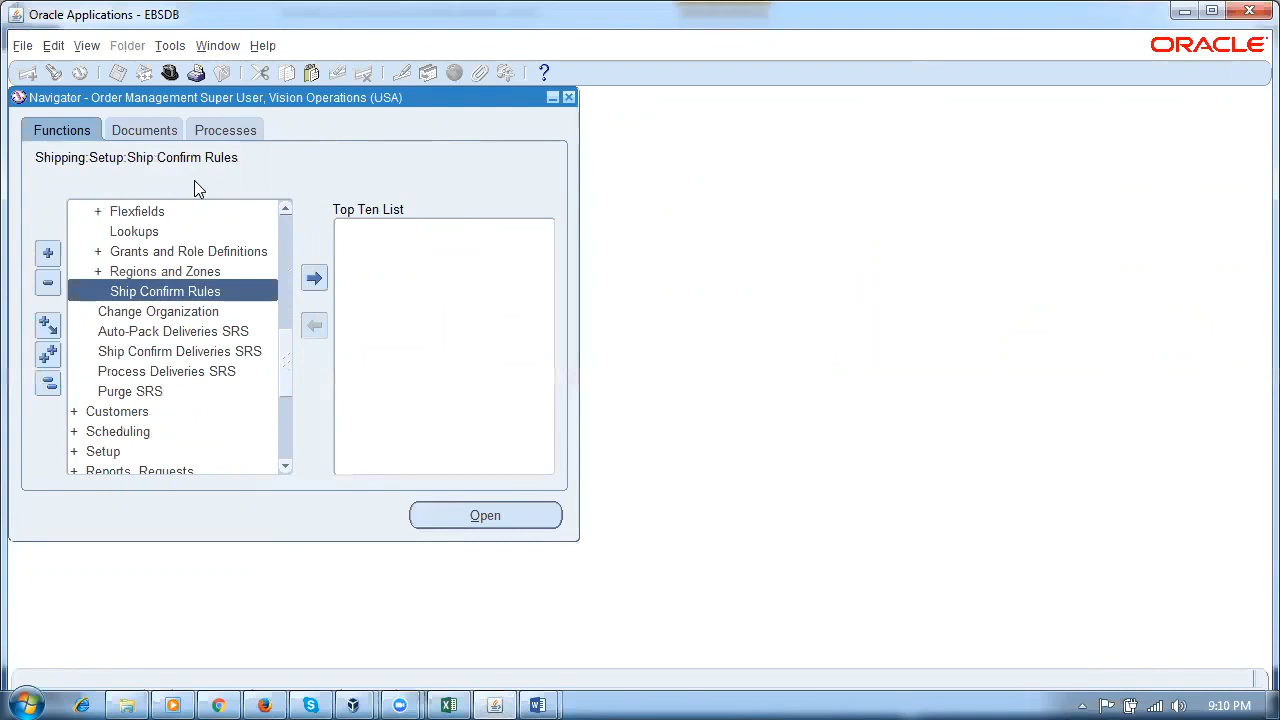 Oracle Applications - EBSDB
File Edit View Folder Tools Window Help
ORACLE
Navigator - Order Management Super User, Vision Operations (USA)
Functions Documents Processes
Shipping:Setup:Ship Confirm Rules
+ Flexfields
Lookups
+ Grants and Role Definitions
+ Regions and Zones
Ship Confirm Rules
Change Organization
Auto-Pack Deliveries SRS
Ship Confirm Deliveries SRS
Process Deliveries SRS
Purge SRS
+ Customers
+ Scheduling
+ Setup
+ Reports, Requests
Top Ten List
Open
9:10 PM